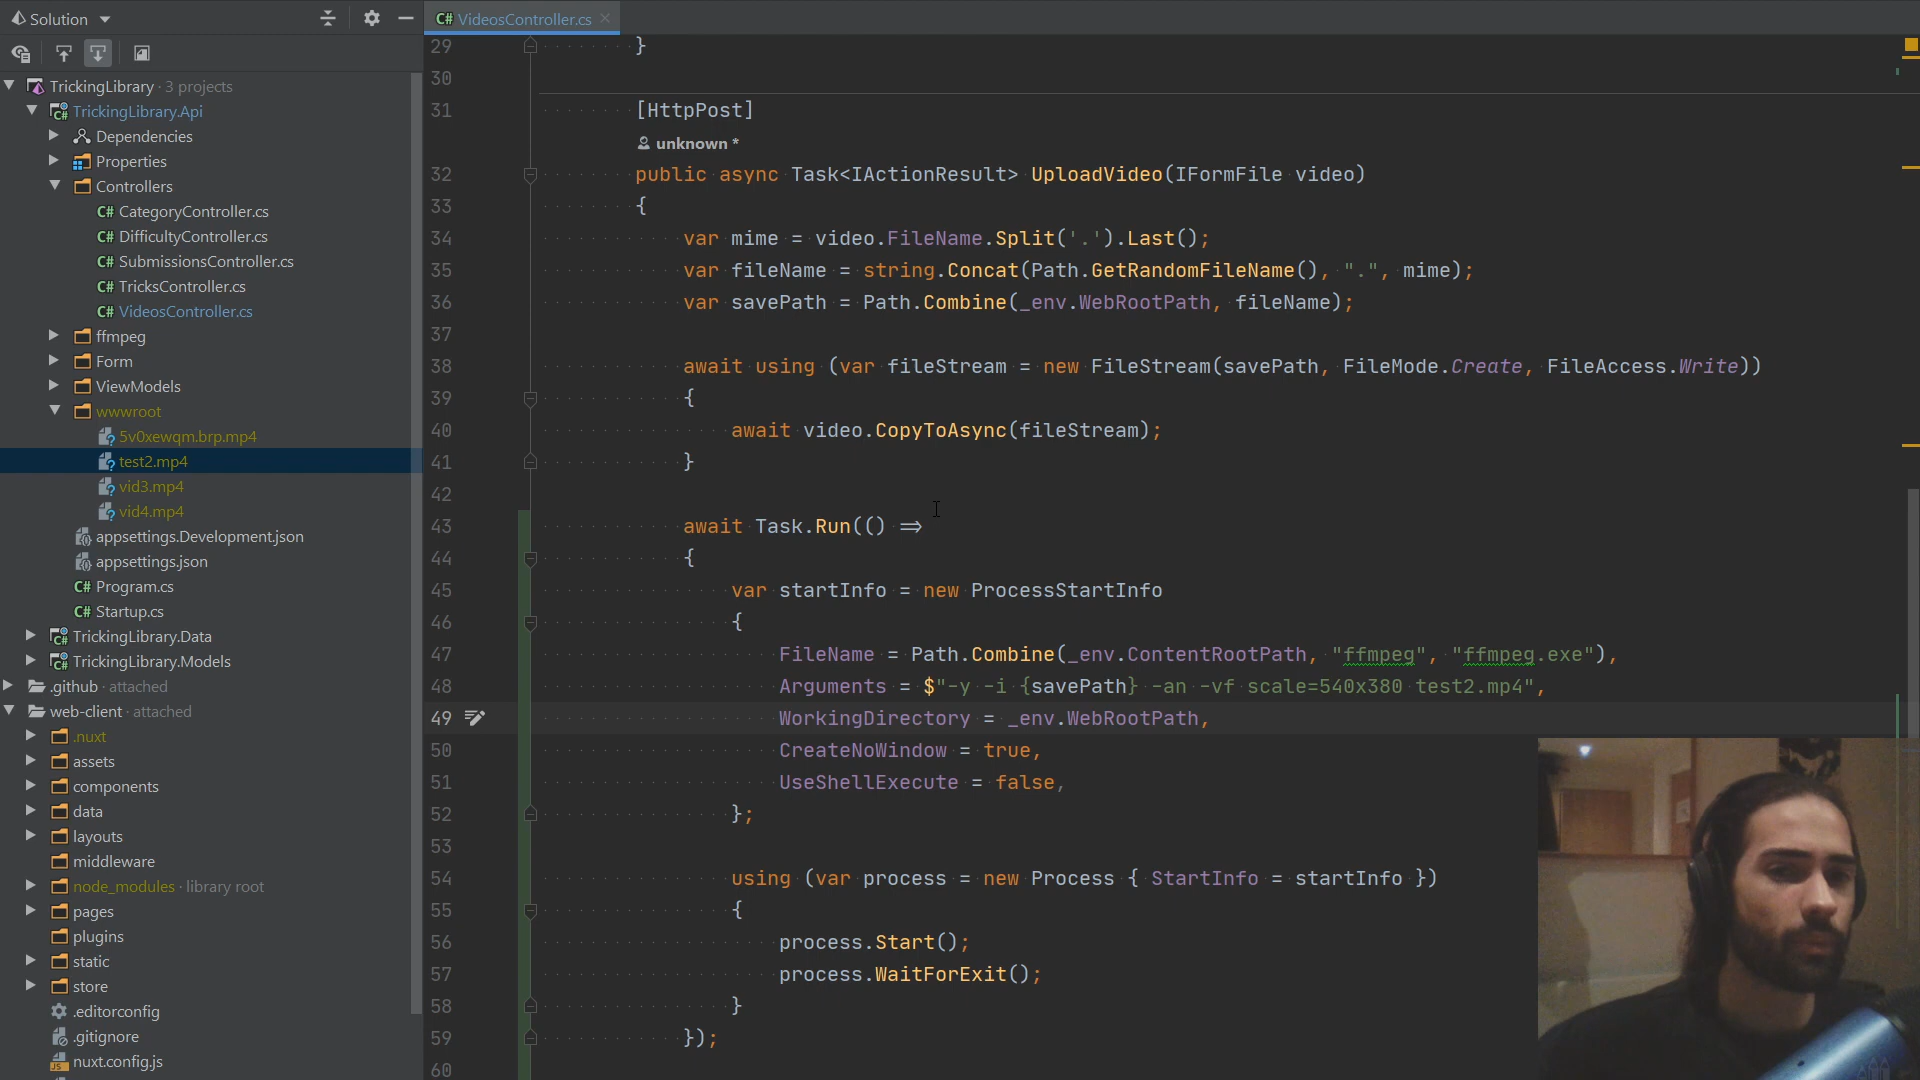 Solution
VideosController.cs
TrickingLibrary · 3 projects
TrickingLibrary.Api
Dependencies
Properties
Controllers
C# CategoryController.cs
C# DifficultyController.cs
C# SubmissionsController.cs
C# TricksController.cs
C# VideosController.cs
ffmpeg
Form
ViewModels
wwwroot
5v0xewqm.brp.mp4
test2.mp4
vid3.mp4
vid4.mp4
appsettings.Development.json
appsettings.json
C# Program.cs
C# Startup.cs
TrickingLibrary.Data
TrickingLibrary.Models
.github · attached
web-client · attached
.nuxt
assets
components
data
layouts
middleware
node_modules · library root
pages
plugins
static
store
.editorconfig
.gitignore
nuxt.config.js
29 }
30
31 [HttpPost]
unknown *
32 public async Task<IActionResult> UploadVideo(IFormFile video)
33 {
34 var mime = video.FileName.Split('.').Last();
35 var fileName = string.Concat(Path.GetRandomFileName(), ".", mime);
36 var savePath = Path.Combine(_env.WebRootPath, fileName);
37
38 await using (var fileStream = new FileStream(savePath, FileMode.Create, FileAccess.Write))
39 {
40 await video.CopyToAsync(fileStream);
41 }
42
43 await Task.Run(() =>
44 {
45 var startInfo = new ProcessStartInfo
46 {
47 FileName = Path.Combine(_env.ContentRootPath, "ffmpeg", "ffmpeg.exe"),
48 Arguments = $"-y -i {savePath} -an -vf scale=540x380 test2.mp4",
49 WorkingDirectory = _env.WebRootPath,
50 CreateNoWindow = true,
51 UseShellExecute = false,
52 };
53
54 using (var process = new Process { StartInfo = startInfo })
55 {
56 process.Start();
57 process.WaitForExit();
58 }
59 });
60